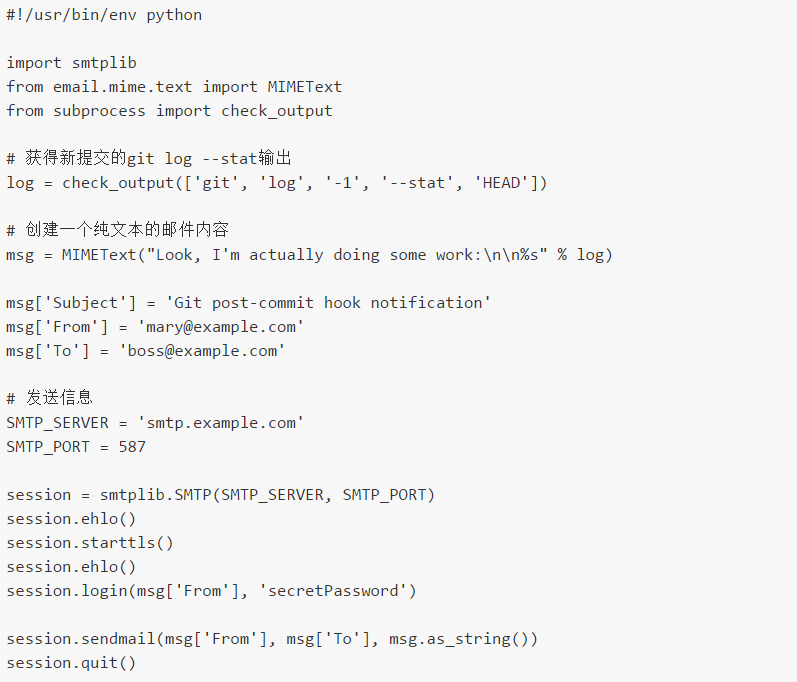 #!/usr/bin/env python
import smtplib
from email.mime.text import MIMEText
from subprocess import check_output
# 获得新提交的git log --stat输出
log = check_output(['git', 'log', '-1', '--stat', 'HEAD'])
# 创建一个纯文本的邮件内容
msg = MIMEText("Look, I'm actually doing some work:\n\n%s" % log)
msg['Subject'] = 'Git post-commit hook notification'
msg['From'] = 'mary@example.com'
msg['To'] = 'boss@example.com'
# 发送信息
SMTP_SERVER = 'smtp.example.com'
SMTP_PORT = 587
session = smtplib.SMTP(SMTP_SERVER, SMTP_PORT)
session.ehlo()
session.starttls()
session.ehlo()
session.login(msg['From'], 'secretPassword')
session.sendmail(msg['From'], msg['To'], msg.as_string())
session.quit()